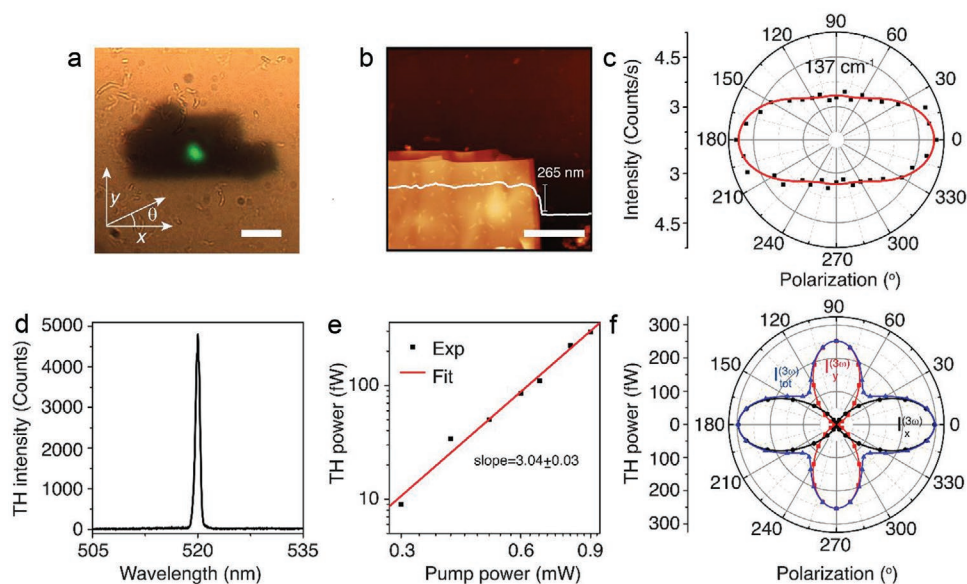 a
y
θ
x
b
265 nm
c
Intensity (Counts/s)
4.5
3
3
4.5
137 cm⁻¹
90
60
30
0
330
300
270
240
210
180
150
120
Polarization (°)
d
TH intensity (Counts)
5000
4000
3000
2000
1000
0
505
520
535
Wavelength (nm)
e
TH power (fW)
100
10
Exp
Fit
slope=3.04±0.03
0.3
0.6
0.9
Pump power (mW)
f
TH power (fW)
300
250
200
100
0
100
200
250
300
90
60
30
0
330
300
270
240
210
180
150
120
I(3ω) tot
I(3ω) y
I(3ω) x
Polarization (°)